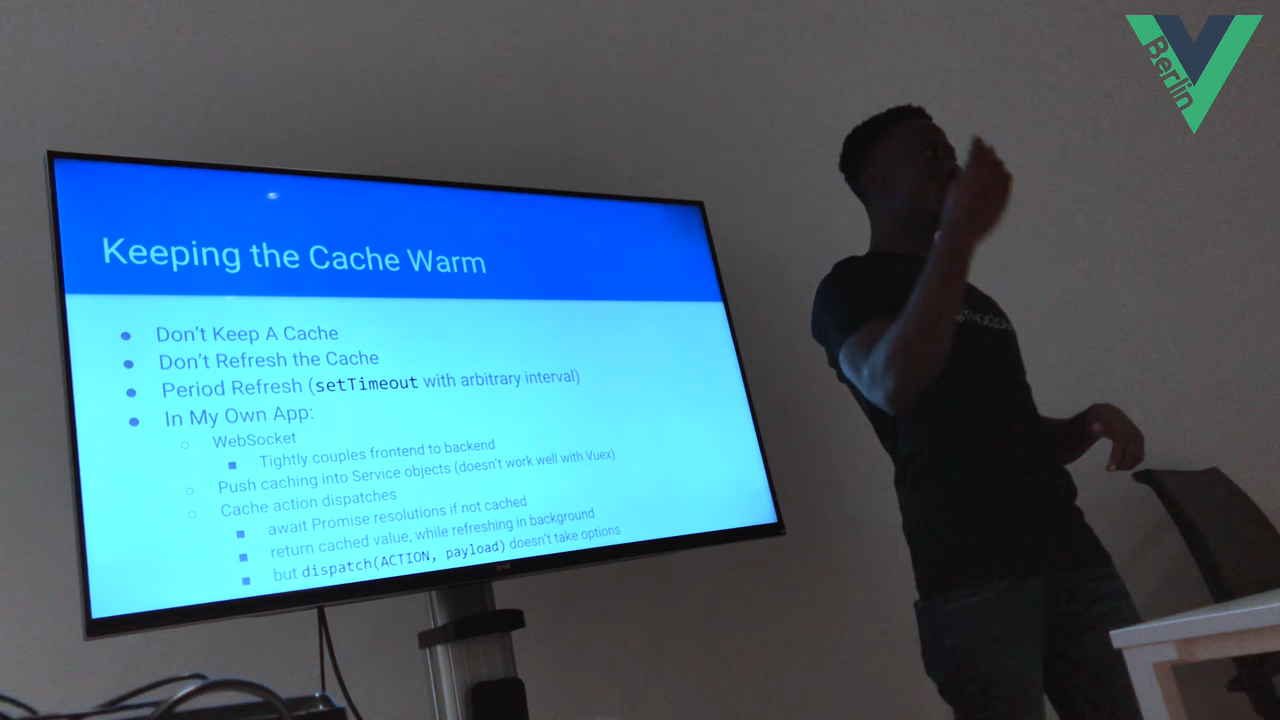 Berlin
Keeping the Cache Warm
● Don't Keep A Cache
● Don't Refresh the Cache
● Period Refresh (setTimeout with arbitrary interval)
● In My Own App:
○ WebSocket
■ Tightly couples frontend to backend
○ Push caching into Service objects (doesn't work well with Vuex)
○ Cache action dispatches
■ await Promise resolutions if not cached
■ return cached value, while refreshing in background
■ but dispatch(ACTION, payload) doesn't take options
LG